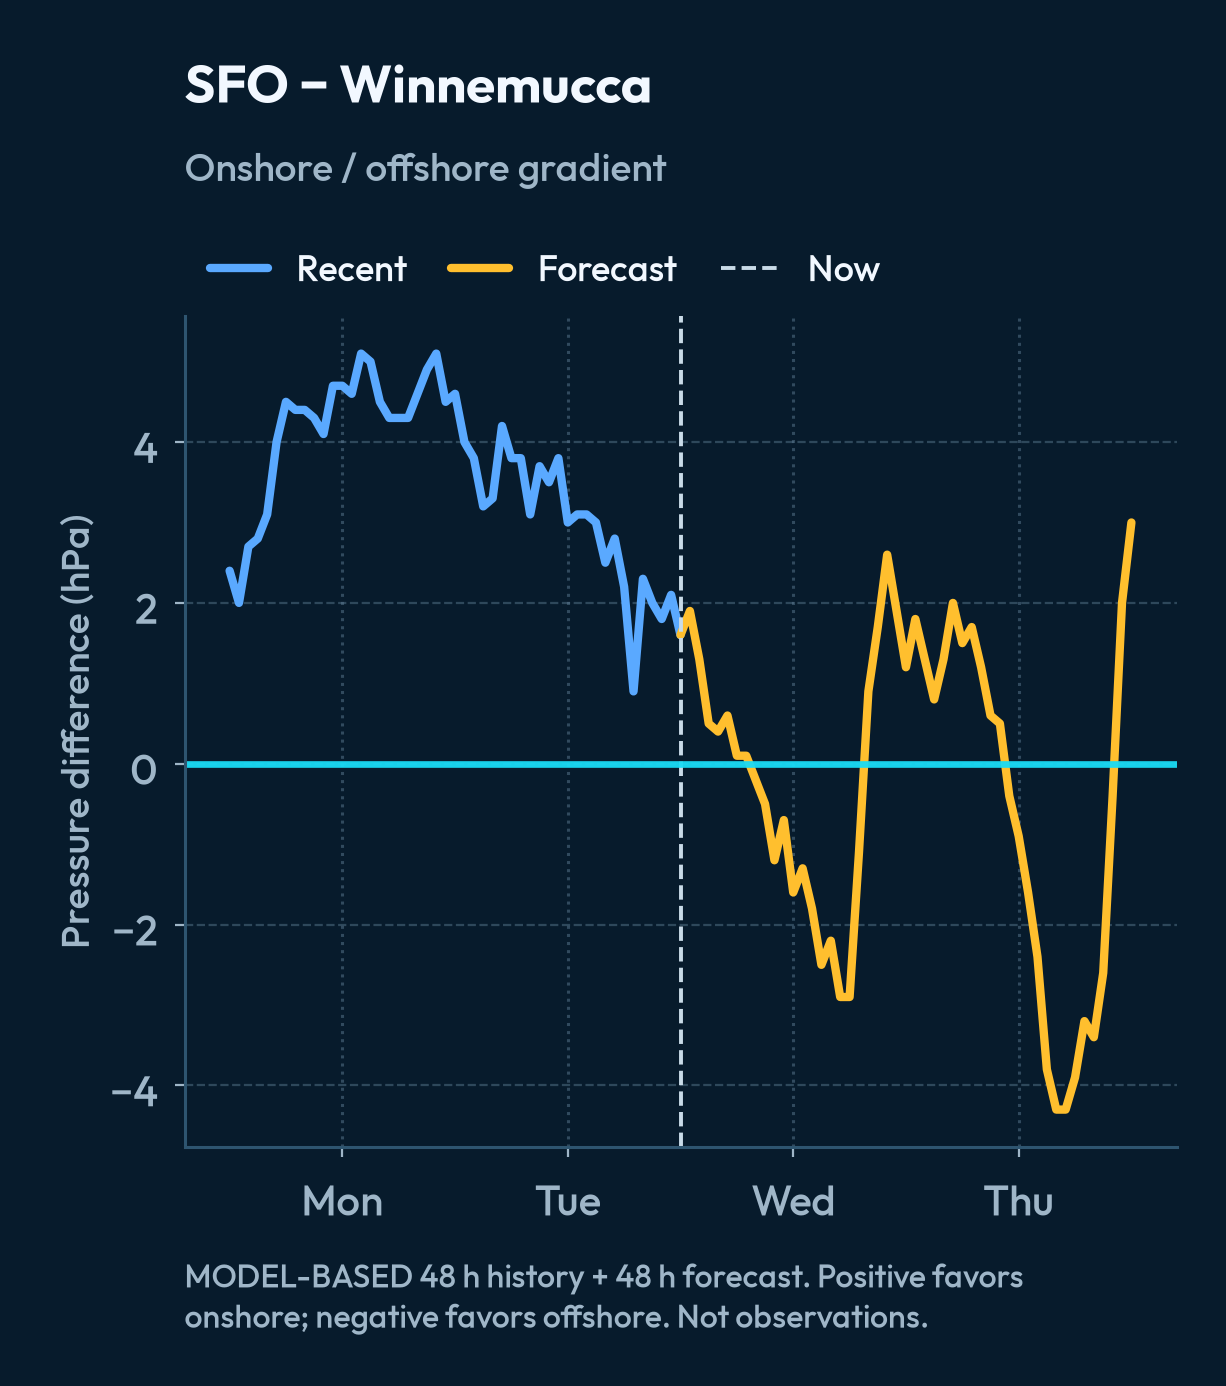 SFO – Winnemucca
Onshore / offshore gradient
Recent Forecast Now
Pressure difference (hPa)
4
2
0
−2
−4
Mon Tue Wed Thu
MODEL-BASED 48 h history + 48 h forecast. Positive favors
onshore; negative favors offshore. Not observations.